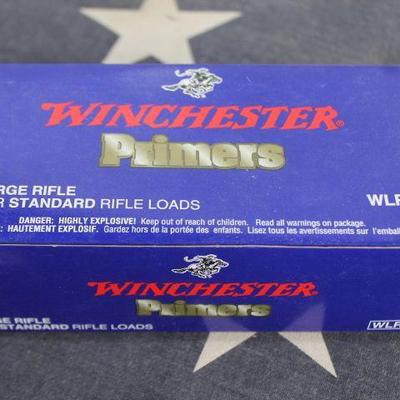 WINCHESTER®
Primers
RGE RIFLE
R STANDARD RIFLE LOADS
WLR
DANGER: HIGHLY EXPLOSIVE! Keep out of reach of children. Read all warnings on package.
: HAUTEMENT EXPLOSIF. Gardez hors de la portée des enfants. Lisez tous les avertissements sur l'embal
WINCHESTER
Primers
GE RIFLE
STANDARD RIFLE LOADS
WLR